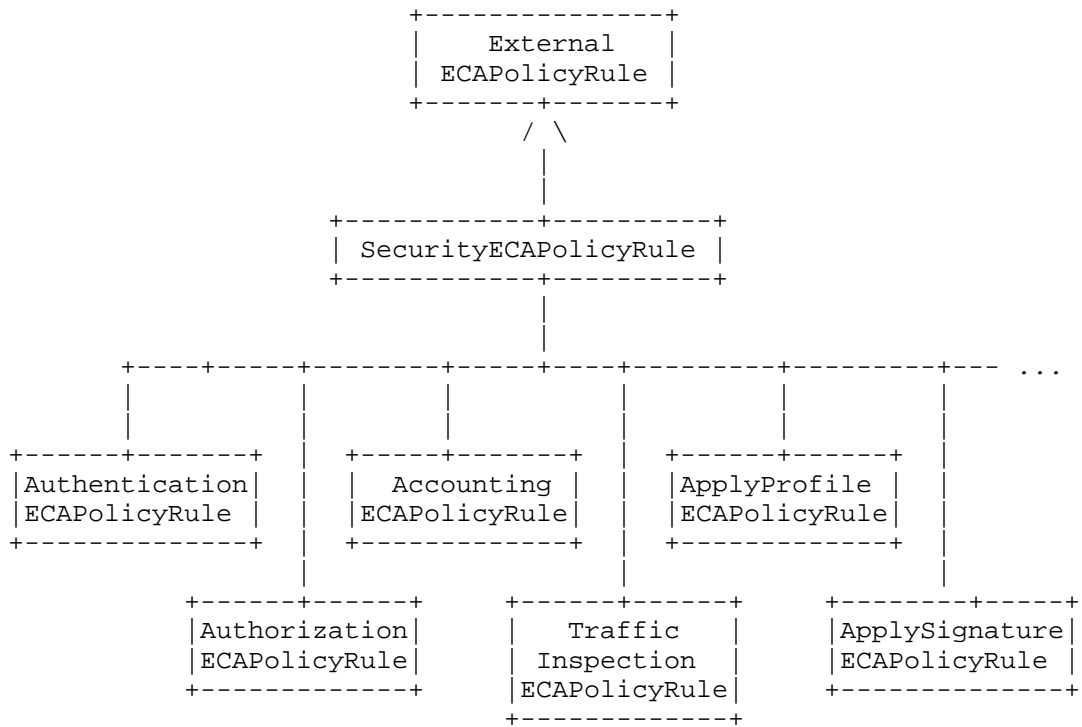 External
ECAPolicyRule
SecurityECAPolicyRule
...
Authentication
ECAPolicyRule
Accounting
ECAPolicyRule
ApplyProfile
ECAPolicyRule
Authorization
ECAPolicyRule
Traffic
Inspection
ECAPolicyRule
ApplySignature
ECAPolicyRule